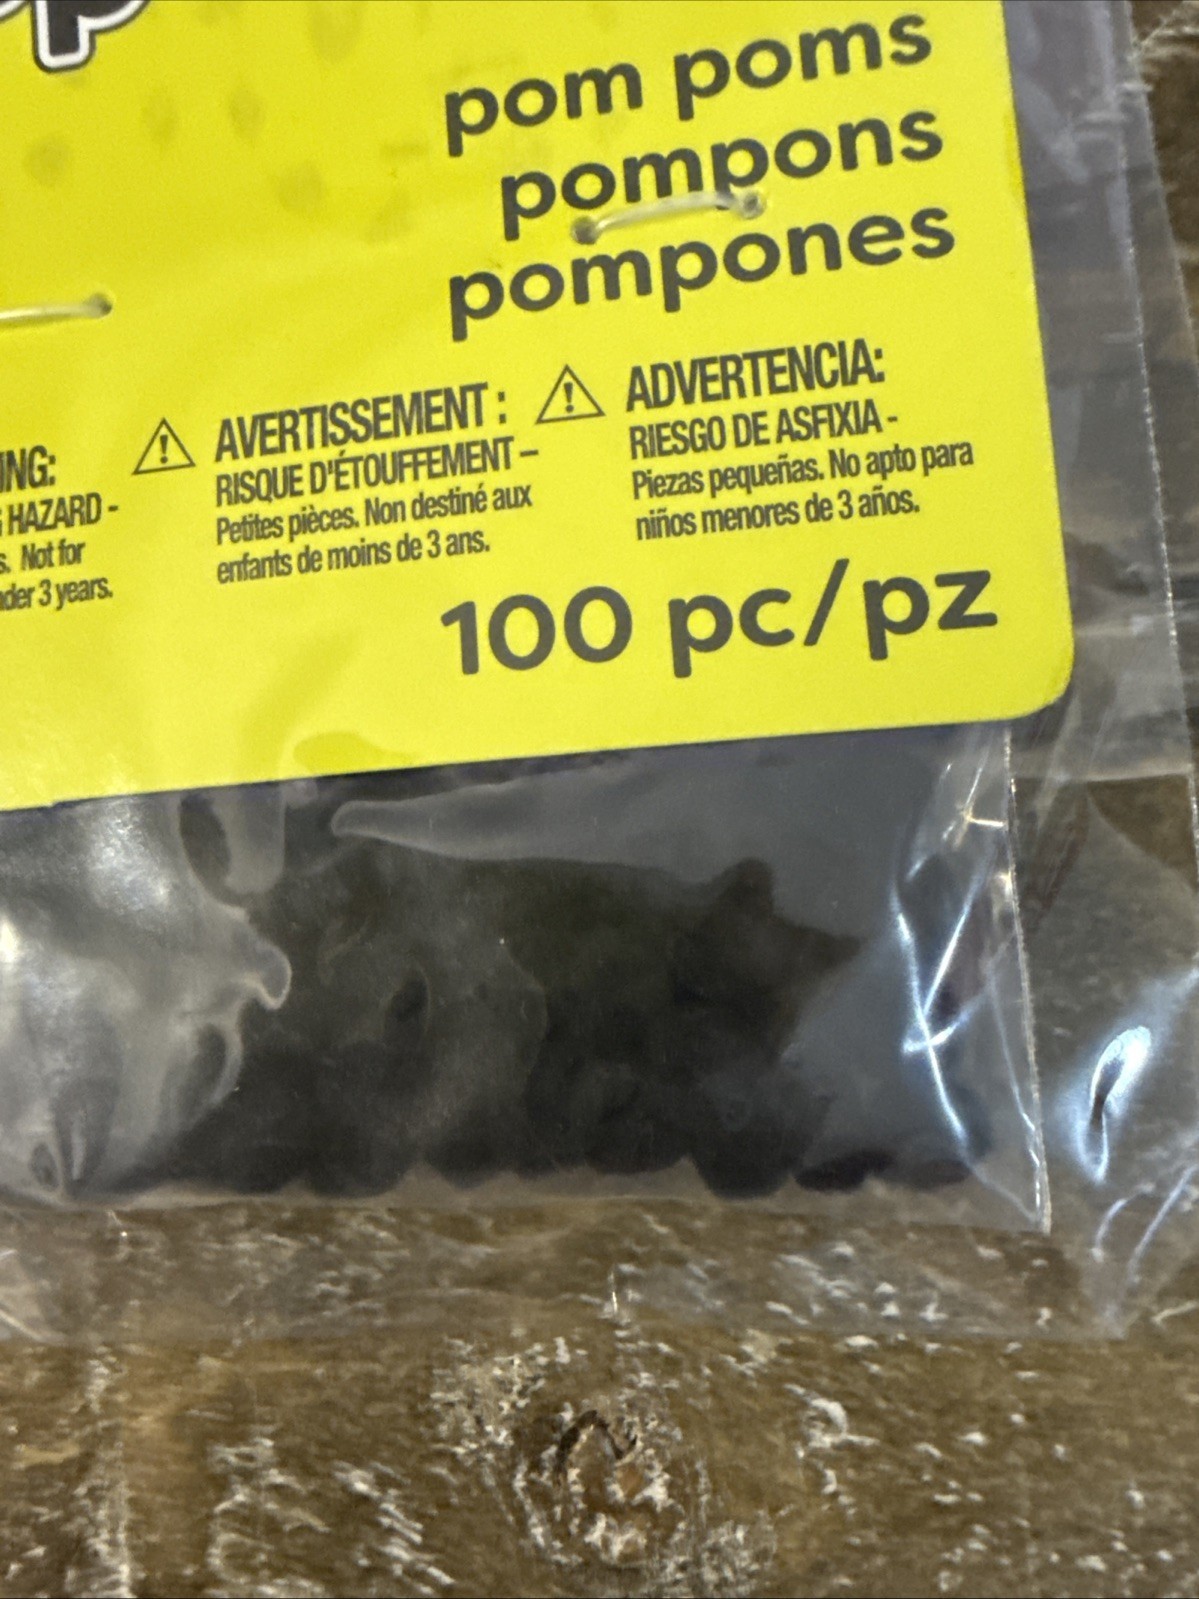 p
pom poms
pompons
pompones
ING:
HAZARD -
s. Not for
der 3 years.
AVERTISSEMENT :
RISQUE D'ÉTOUFFEMENT –
Petites pièces. Non destiné aux
enfants de moins de 3 ans.
ADVERTENCIA:
RIESGO DE ASFIXIA -
Piezas pequeñas. No apto para
niños menores de 3 años.
100 pc/pz